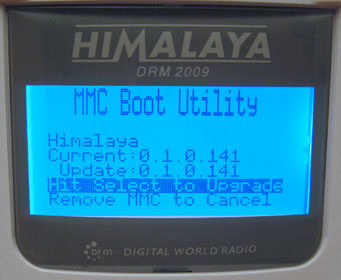 HIMALAYA
DRM 2009
MMC Boot Utility
Himalaya
Current:0.1.0.141
Update:0.1.0.141
Hit Select to Upgrade
Remove MMC to Cancel
drm DIGITAL WORLD RADIO